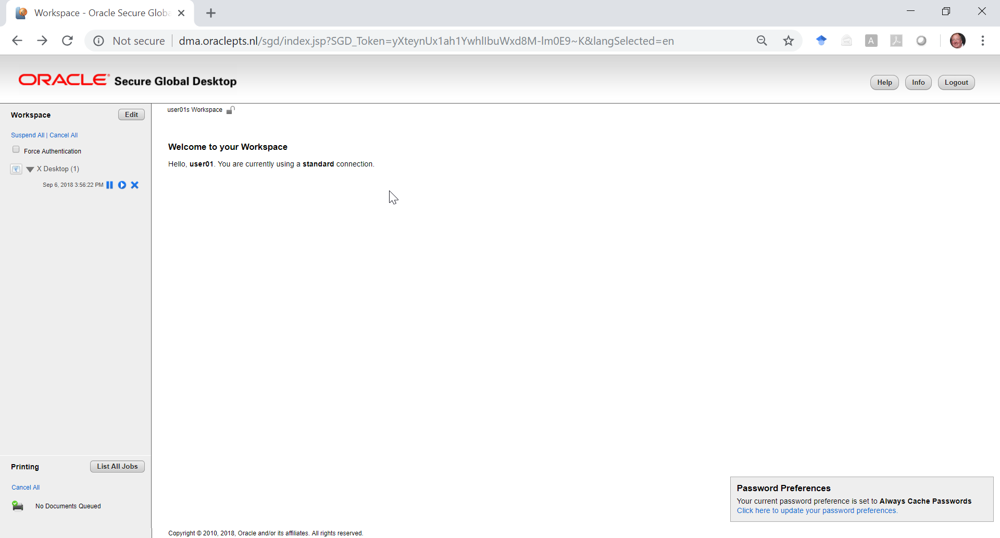 Workspace - Oracle Secure Globa
Not secure
dma.oraclepts.nl/sgd/index.jsp?SGD_Token=yXteynUx1ah1YwhlIbuWxd8M-lm0E9~K&langSelected=en
A
ORACLE Secure Global Desktop
Help
Info
Logout
Workspace
Edit
user01s Workspace
Suspend All | Cancel All
Force Authentication
X Desktop (1)
Sep 6, 2018 3:56:22 PM
Welcome to your Workspace
Hello, user01. You are currently using a standard connection.
Printing
List All Jobs
Cancel All
No Documents Queued
Password Preferences
Your current password preference is set to Always Cache Passwords
Click here to update your password preferences.
Copyright © 2010, 2018, Oracle and/or its affiliates. All rights reserved.